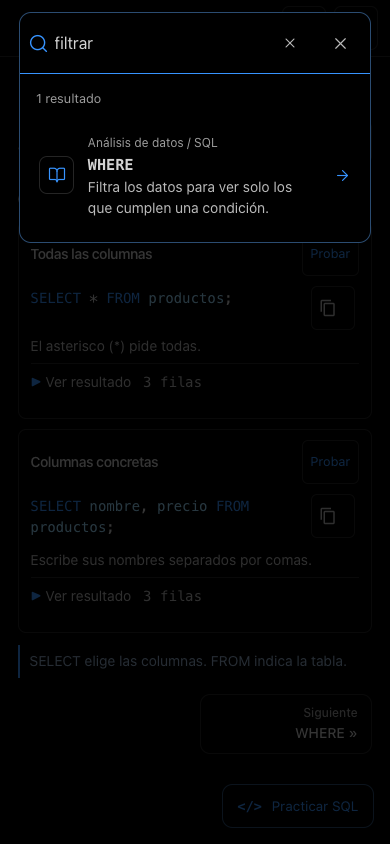 filtrar
1 resultado
Análisis de datos / SQL
WHERE
Filtra los datos para ver solo los
que cumplen una condición.
Todas las columnas
Probar
SELECT * FROM productos;
El asterisco (*) pide todas.
▶ Ver resultado 3 filas
Columnas concretas
Probar
SELECT nombre, precio FROM
productos;
Escribe sus nombres separados por comas.
▶ Ver resultado 3 filas
SELECT elige las columnas. FROM indica la tabla.
Siguiente
WHERE »
</> Practicar SQL